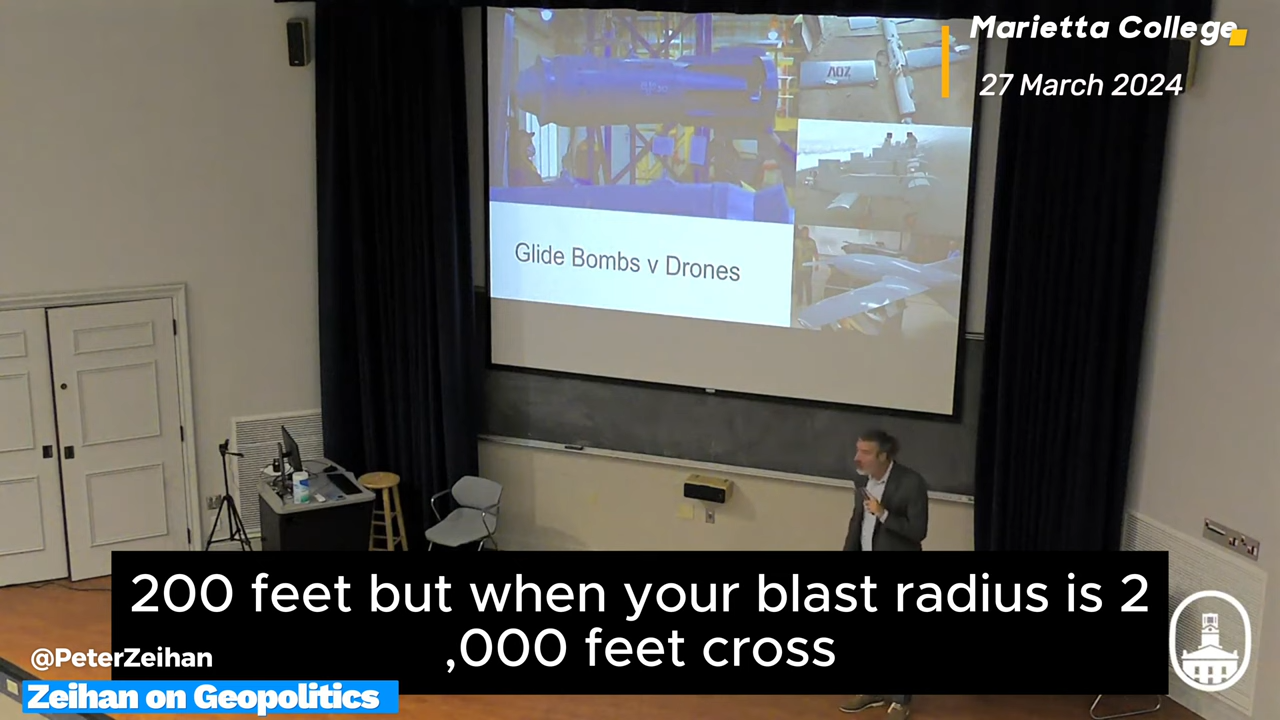 Marietta College
27 March 2024
Glide Bombs v Drones
200 feet but when your blast radius is 2
,000 feet cross
@PeterZeihan
Zeihan on Geopolitics